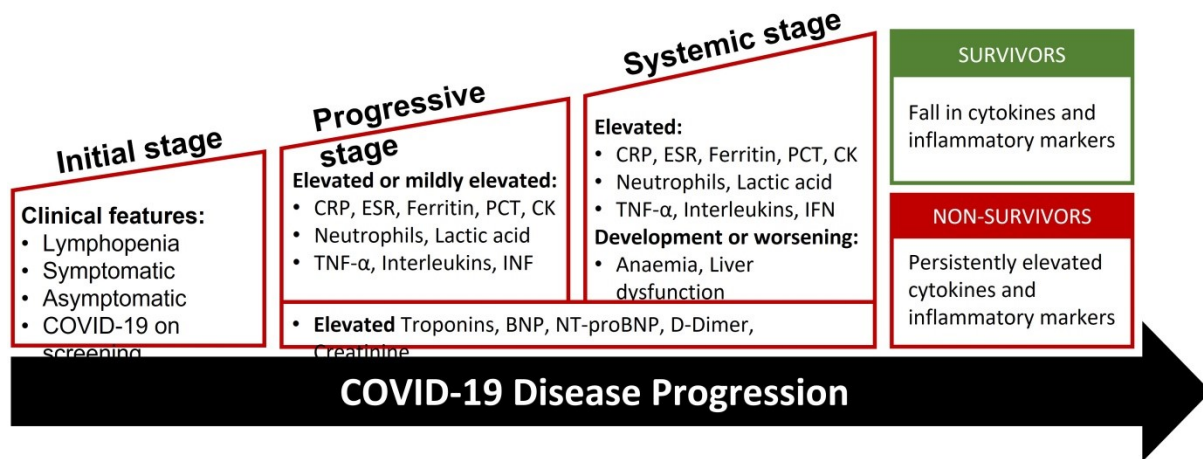 Initial stage
Clinical features:
• Lymphopenia
• Symptomatic
• Asymptomatic
• COVID-19 on
screening
Progressive
stage
Elevated or mildly elevated:
• CRP, ESR, Ferritin, PCT, CK
• Neutrophils, Lactic acid
• TNF-α, Interleukins, INF
Systemic stage
Elevated:
• CRP, ESR, Ferritin, PCT, CK
• Neutrophils, Lactic acid
• TNF-α, Interleukins, IFN
Development or worsening:
• Anaemia, Liver
dysfunction
• Elevated Troponins, BNP, NT-proBNP, D-Dimer,
Creatinine
SURVIVORS
Fall in cytokines and
inflammatory markers
NON-SURVIVORS
Persistently elevated
cytokines and
inflammatory markers
COVID-19 Disease Progression